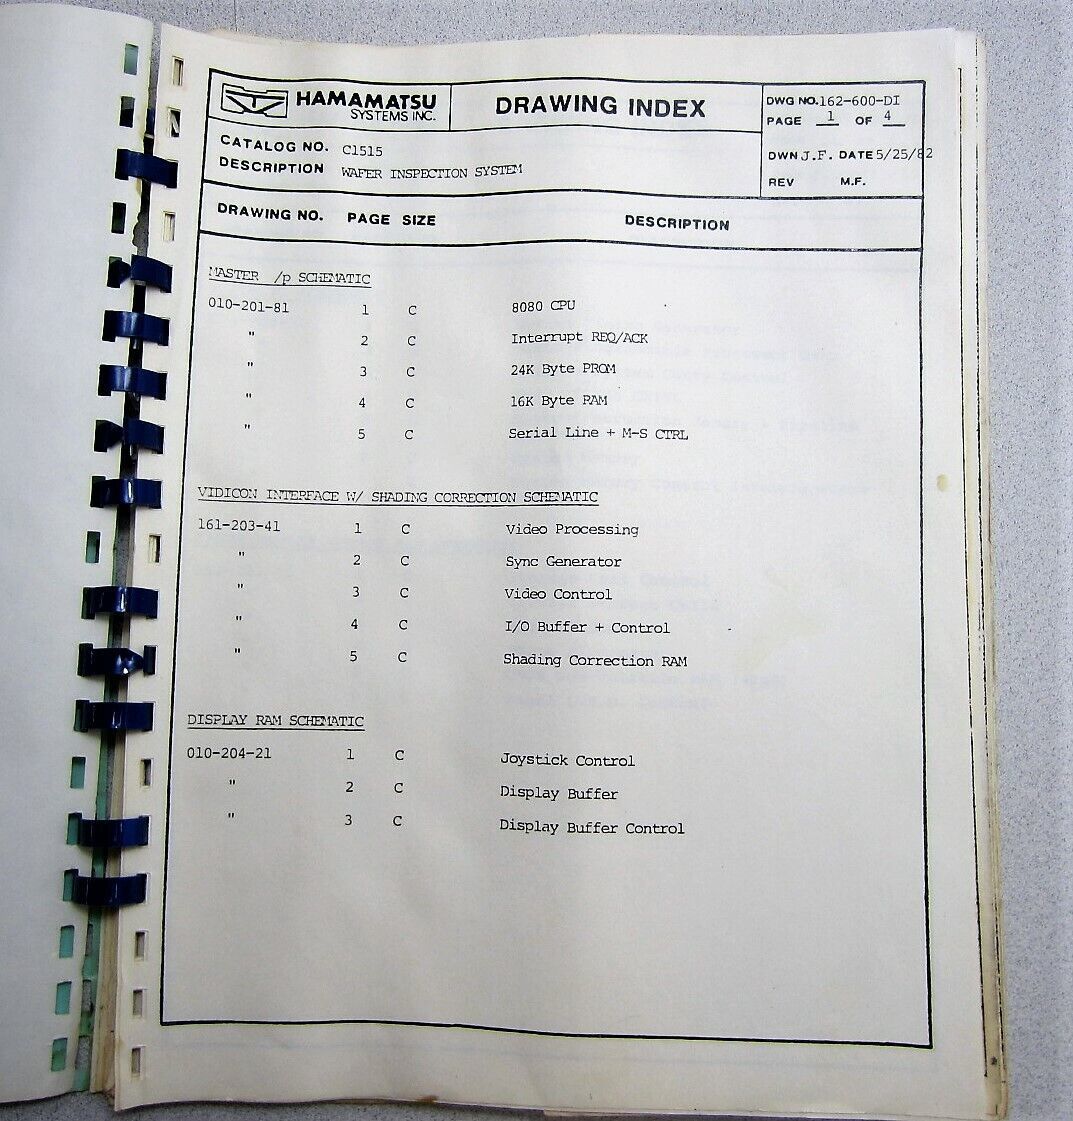 HAMAMATSU
SYSTEMS INC.
DRAWING INDEX
DWG NO. 162-600-DI
PAGE 1 OF 4
CATALOG NO. C1515
DESCRIPTION WAFER INSPECTION SYSTEM
DWN J.F. DATE 5/25/82
REV M.F.
DRAWING NO. PAGE SIZE DESCRIPTION
MASTER /p SCHEMATIC
010-201-81 1 C 8080 CPU
" 2 C Interrupt REQ/ACK
" 3 C 24K Byte PROM
" 4 C 16K Byte RAM
" 5 C Serial Line + M-S CTRL
VIDICON INTERFACE W/ SHADING CORRECTION SCHEMATIC
161-203-41 1 C Video Processing
" 2 C Sync Generator
" 3 C Video Control
" 4 C I/O Buffer + Control
" 5 C Shading Correction RAM
DISPLAY RAM SCHEMATIC
010-204-21 1 C Joystick Control
" 2 C Display Buffer
" 3 C Display Buffer Control